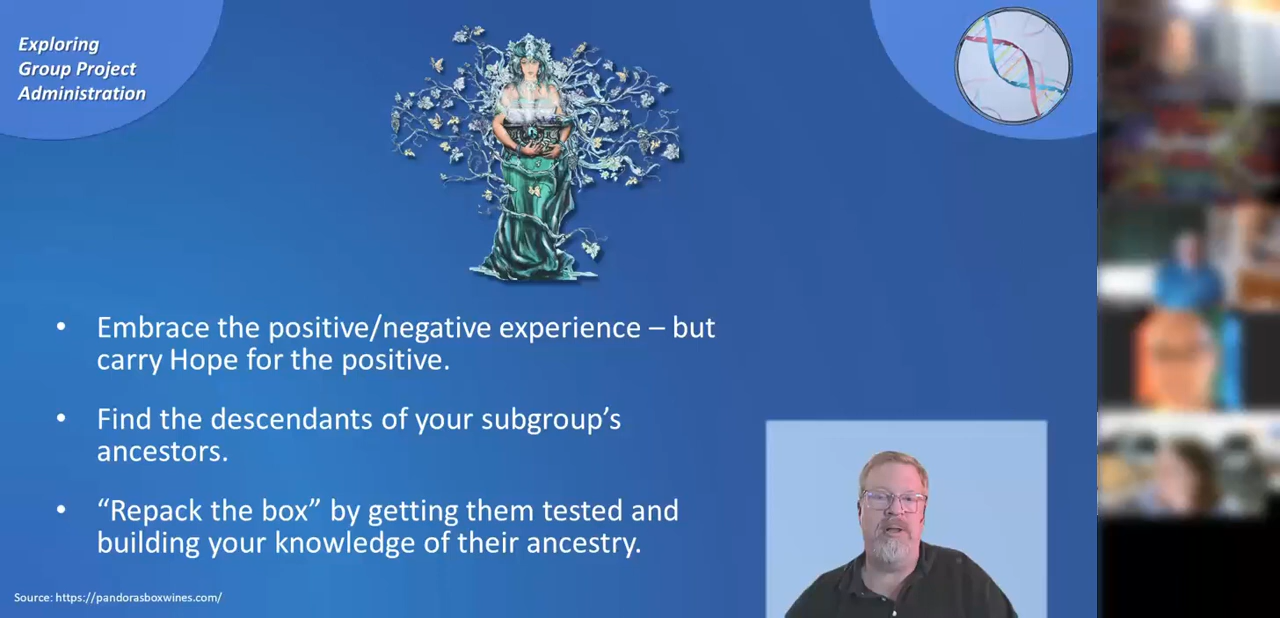 Exploring
Group Project
Administration
• Embrace the positive/negative experience – but
carry Hope for the positive.
• Find the descendants of your subgroup’s
ancestors.
• “Repack the box” by getting them tested and
building your knowledge of their ancestry.
Source: https://pandorasboxwines.com/